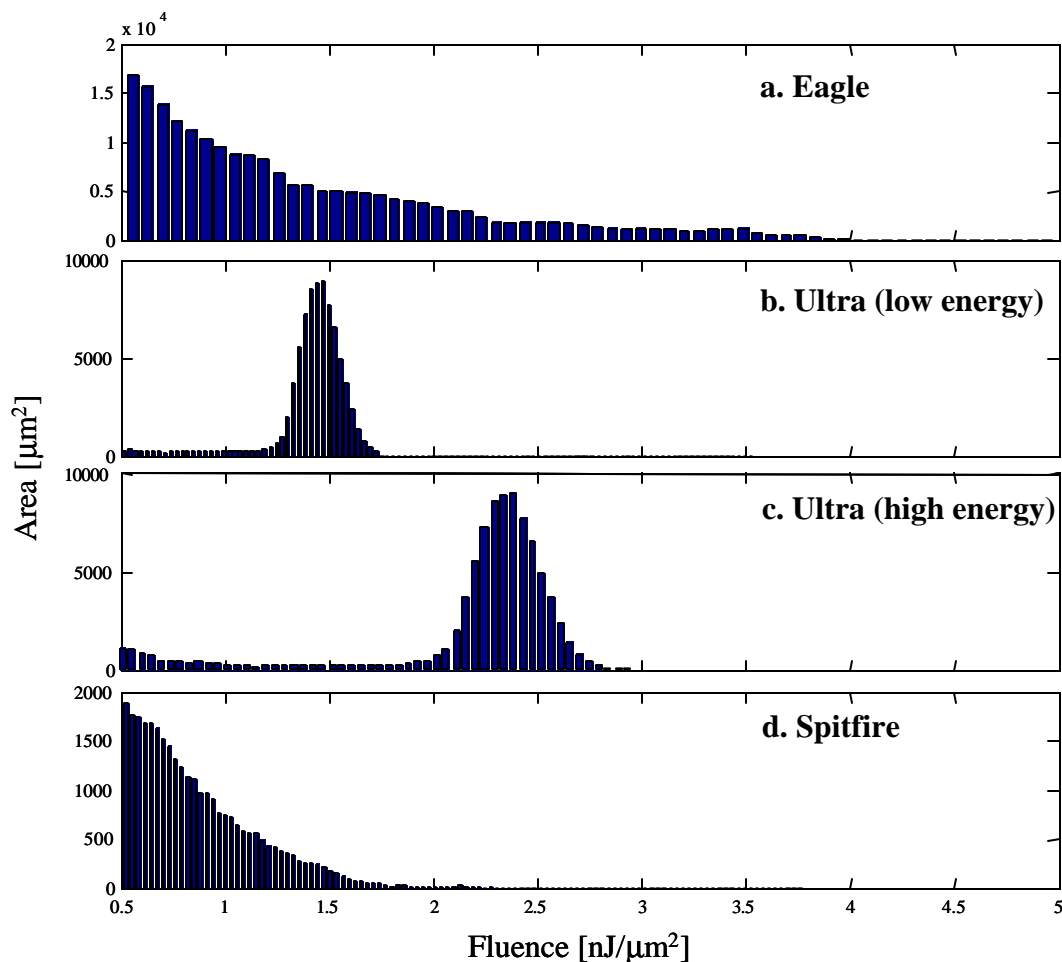 x 10⁴
2
1.5
1
0.5
0
a. Eagle
10000
5000
0
b. Ultra (low energy)
10000
5000
0
c. Ultra (high energy)
2000
1500
1000
500
0
d. Spitfire
Area [μm²]
0.5 1 1.5 2 2.5 3 3.5 4 4.5 5
Fluence [nJ/μm²]